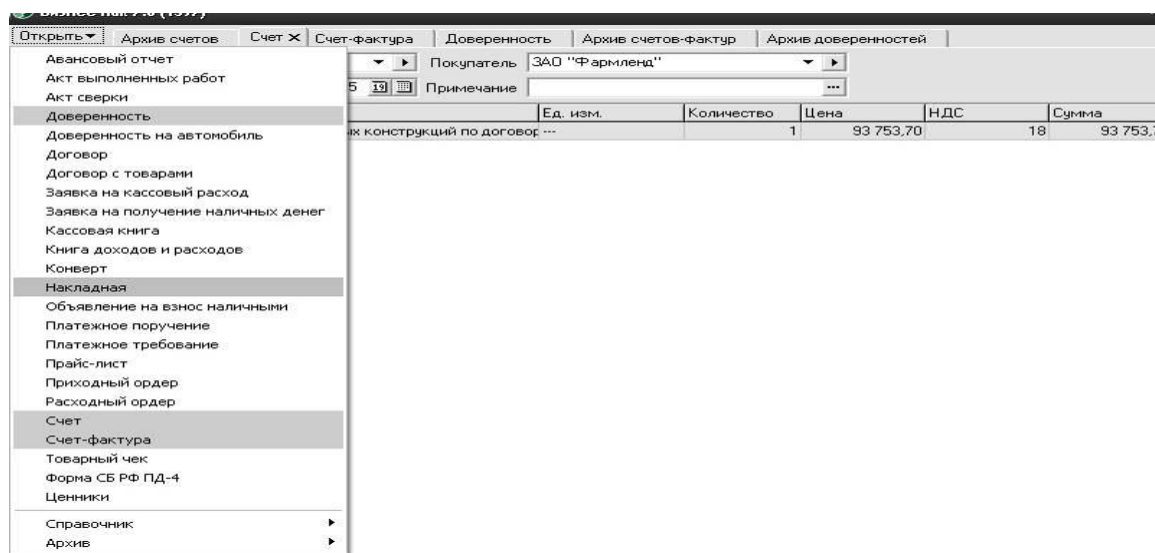 Открыть Архив счетов Счет Счет-фактура Доверенность Архив счетов-фактур Архив доверенностей
Покупатель ЗАО "Фармленд"
5 19 Примечание ...
Ед. изм. Количество Цена НДС Сумма
конструкций по договор --- 1 93 753,70 18 93 753,
Авансовый отчет
Акт выполненных работ
Акт сверки
Доверенность
Доверенность на автомобиль
Договор
Договор с товарами
Заявка на кассовый расход
Заявка на получение наличных денег
Кассовая книга
Книга доходов и расходов
Конверт
Накладная
Объявление на взнос наличными
Платежное поручение
Платежное требование
Прайс-лист
Приходный ордер
Расходный ордер
Счет
Счет-фактура
Товарный чек
Форма СБ РФ ПД-4
Ценники
Справочник
Архив